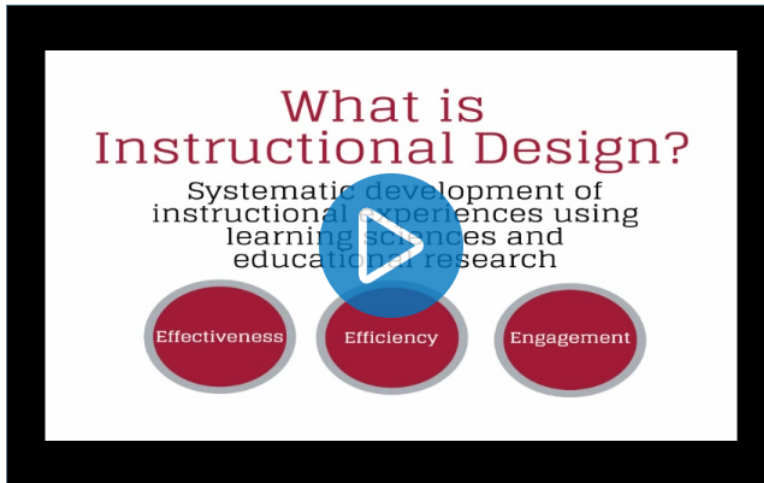 What is
Instructional Design?
Systematic development of
instructional experiences using
learning sciences and
educational research
Effectiveness
Efficiency
Engagement